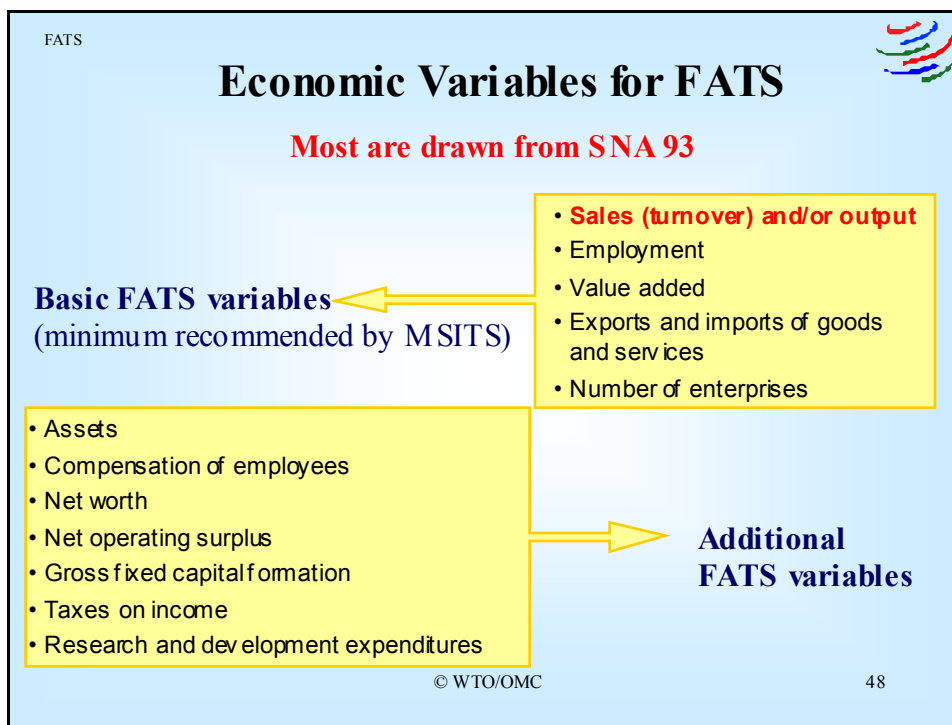 FATS
Economic Variables for FATS
Most are drawn from SNA 93
• Sales (turnover) and/or output
• Employment
• Value added
• Exports and imports of goods
and services
• Number of enterprises
Basic FATS variables
(minimum recommended by MSITS)
• Assets
• Compensation of employees
• Net worth
• Net operating surplus
• Gross fixed capital formation
• Taxes on income
• Research and development expenditures
Additional
FATS variables
© WTO/OMC
48